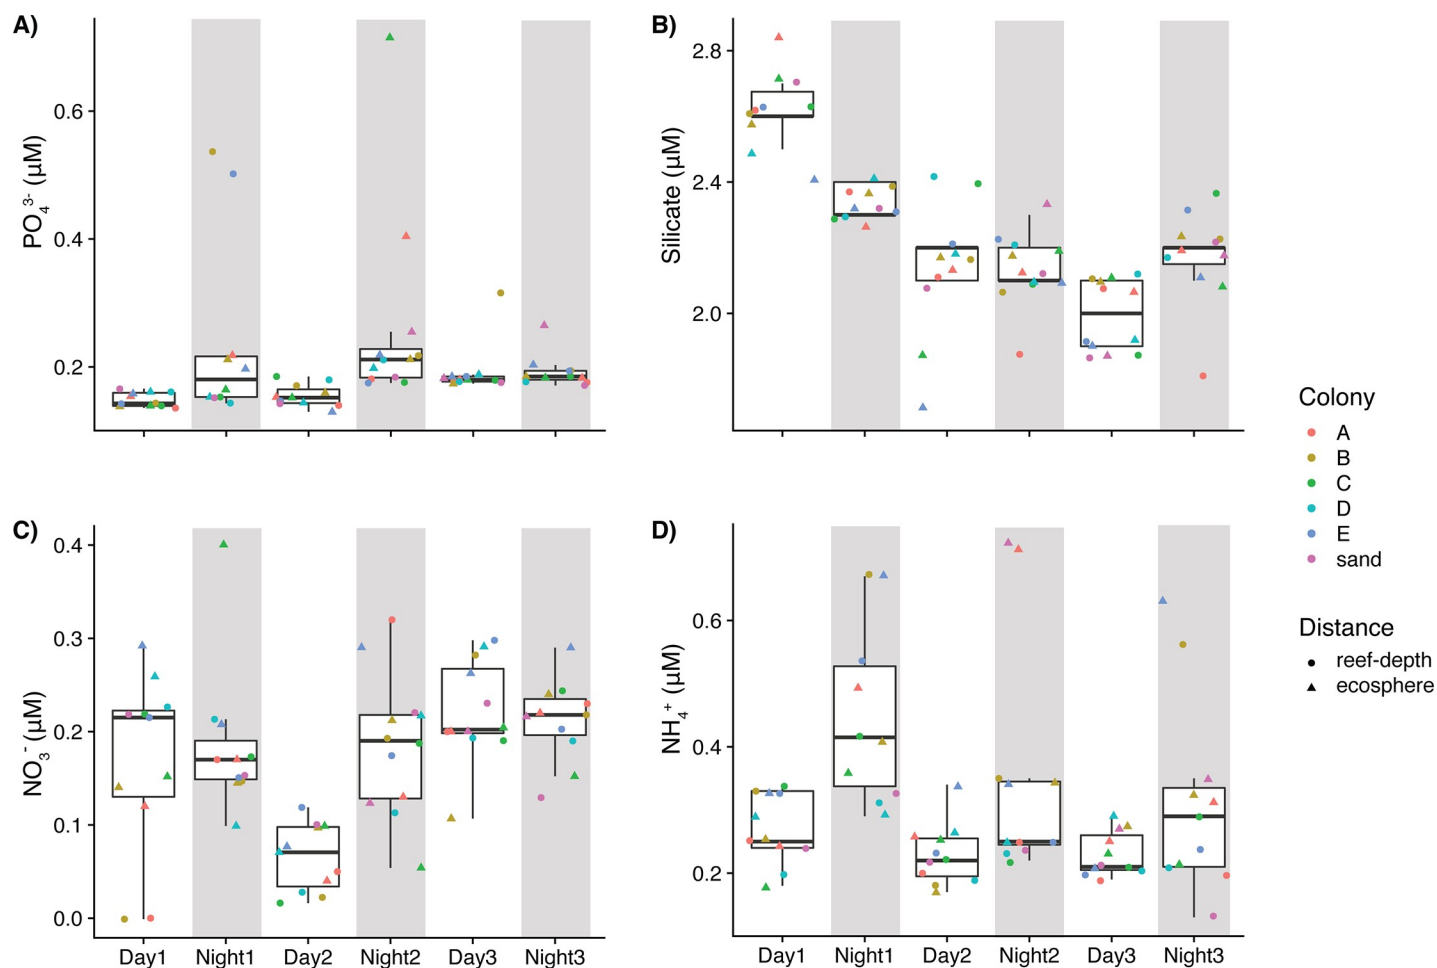 A)
PO₄³⁻ (µM)
0.6
0.4
0.2
B)
Silicate (µM)
2.8
2.4
2.0
C)
NO₃⁻ (µM)
0.4
0.3
0.2
0.1
0.0
Day1 Night1 Day2 Night2 Day3 Night3
D)
NH₄⁺ (µM)
0.6
0.4
0.2
Day1 Night1 Day2 Night2 Day3 Night3
Colony
A
B
C
D
E
sand
Distance
reef-depth
ecosphere